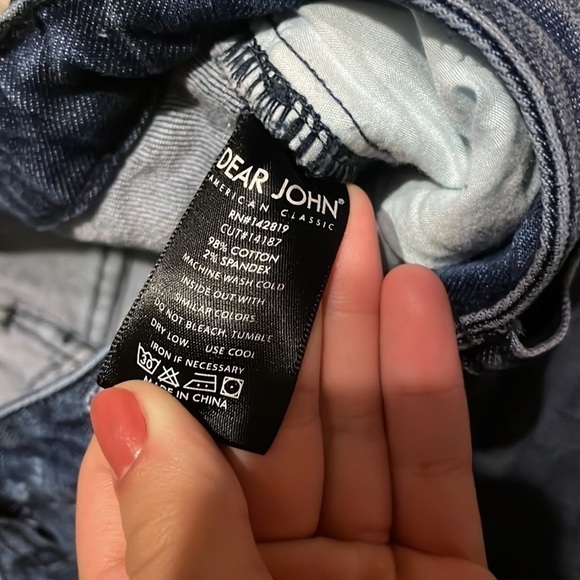 DEAR JOHN®
AMERICAN CLASSIC
RN#142819
CUT#14187
98% COTTON
2% SPANDEX
MACHINE WASH COLD
INSIDE OUT WITH
SIMILAR COLORS
DO NOT BLEACH. TUMBLE
DRY LOW. USE COOL
IRON IF NECESSARY
30
MADE IN CHINA